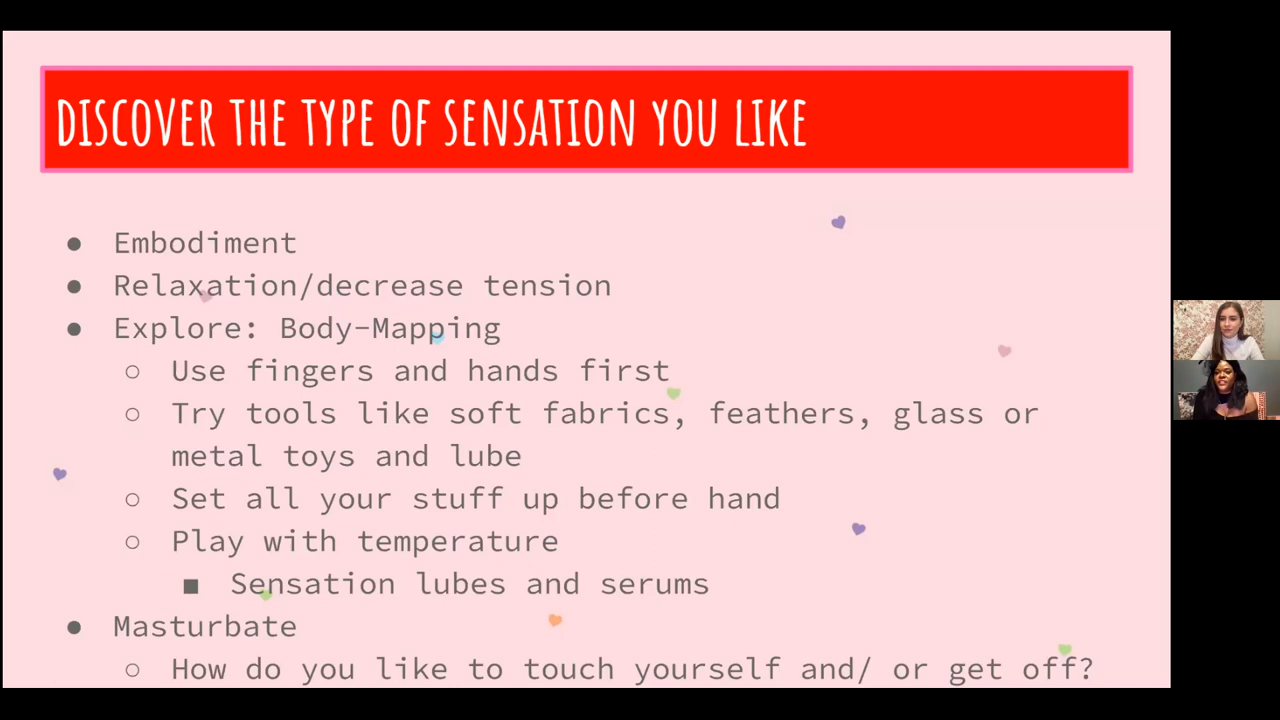 DISCOVER THE TYPE OF SENSATION YOU LIKE
● Embodiment
● Relaxation/decrease tension
● Explore: Body-Mapping
○ Use fingers and hands first
○ Try tools like soft fabrics, feathers, glass or
metal toys and lube
○ Set all your stuff up before hand
○ Play with temperature
■ Sensation lubes and serums
● Masturbate
○ How do you like to touch yourself and/ or get off?